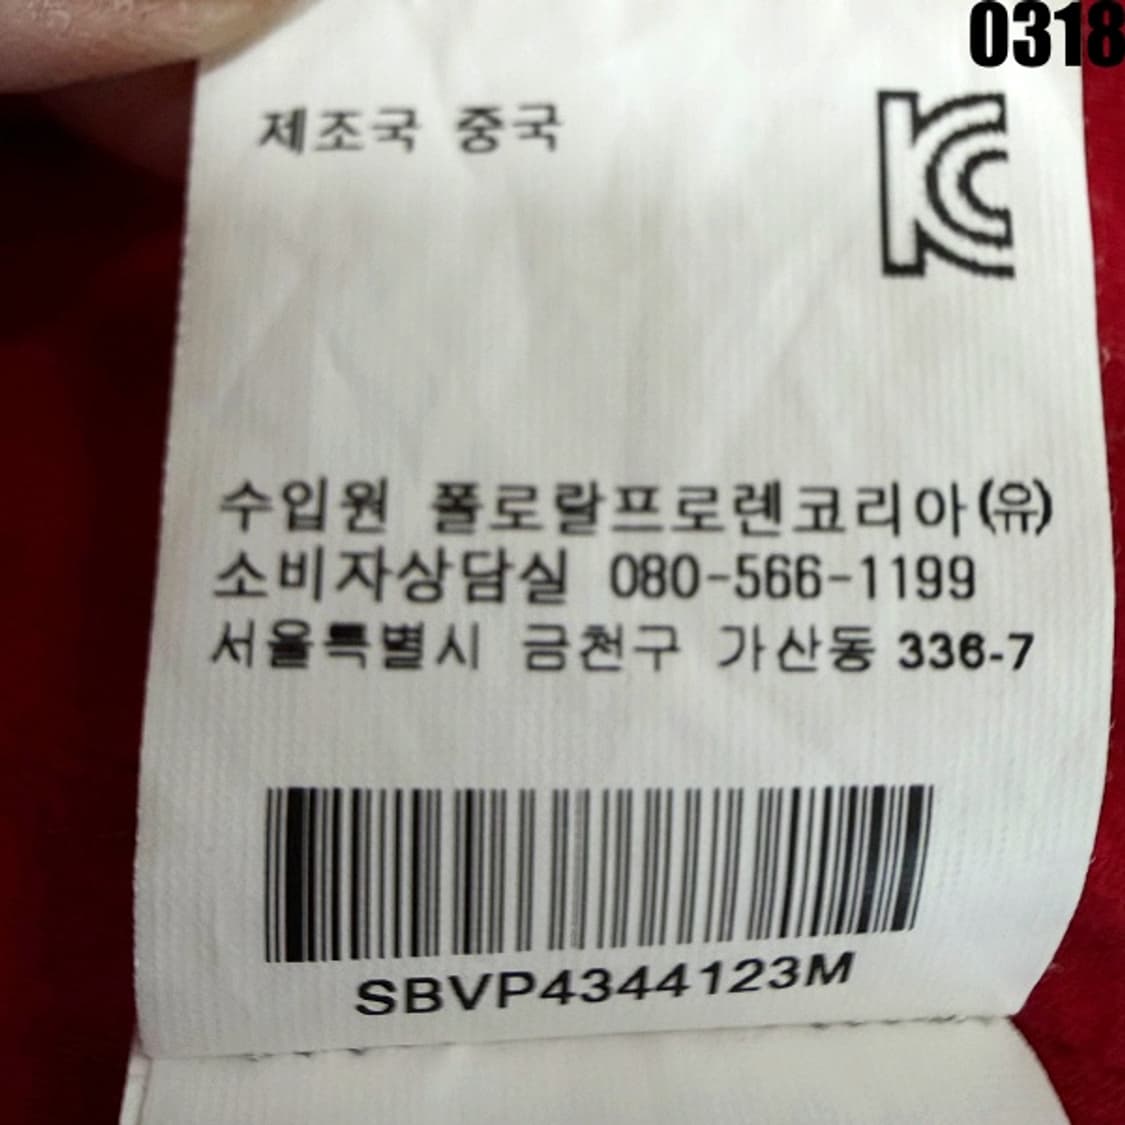 0318
제조국 중국
KC
수입원 폴로랄프로렌코리아(유)
소비자상담실 080-566-1199
서울특별시 금천구 가산동 336-7
SBVP4344123M